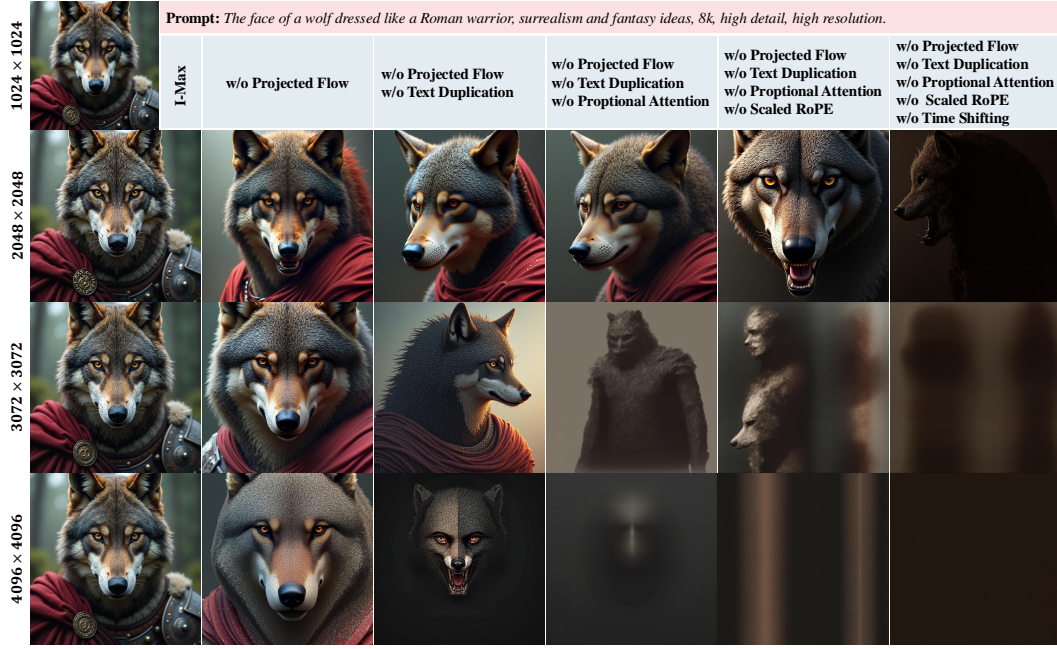 1024 × 1024
Prompt: The face of a wolf dressed like a Roman warrior, surrealism and fantasy ideas, 8k, high detail, high resolution.
I-Max
w/o Projected Flow
w/o Projected Flow
w/o Text Duplication
w/o Projected Flow
w/o Text Duplication
w/o Proptional Attention
w/o Projected Flow
w/o Text Duplication
w/o Proptional Attention
w/o Scaled RoPE
w/o Projected Flow
w/o Text Duplication
w/o Proptional Attention
w/o Scaled RoPE
w/o Time Shifting
2048 × 2048
3072 × 3072
4096 × 4096